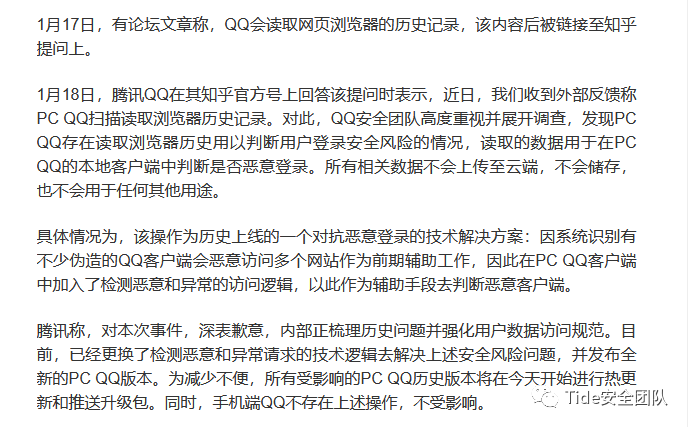 1月17日，有论坛文章称，QQ会读取网页浏览器的历史记录，该内容后被链接至知乎
提问上。
1月18日，腾讯QQ在其知乎官方号上回答该提问时表示，近日，我们收到外部反馈称
PC QQ扫描读取浏览器历史记录。对此，QQ安全团队高度重视并展开调查，发现PC
QQ存在读取浏览器历史用以判断用户登录安全风险的情况，读取的数据用于在PC
QQ的本地客户端中判断是否恶意登录。所有相关数据不会上传至云端，不会储存，
也不会用于任何其他用途。
具体情况为，该操作为历史上线的一个对抗恶意登录的技术解决方案：因系统识别有
不少伪造的QQ客户端会恶意访问多个网站作为前期辅助工作，因此在PC QQ客户端
中加入了检测恶意和异常的访问逻辑，以此作为辅助手段去判断恶意客户端。
腾讯称，对本次事件，深表歉意，内部正梳理历史问题并强化用户数据访问规范。目
前，已经更换了检测恶意和异常请求的技术逻辑去解决上述安全风险问题，并发布全
新的PC QQ版本。为减少不便，所有受影响的PC QQ历史版本将在今天开始进行热更
新和推送升级包。同时，手机端QQ不存在上述操作，不受影响。
Tide安全团队